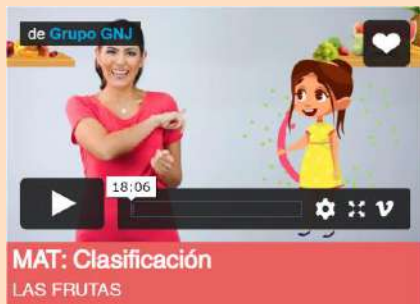 de Grupo GNJ
18:06
MAT: Clasificación
LAS FRUTAS